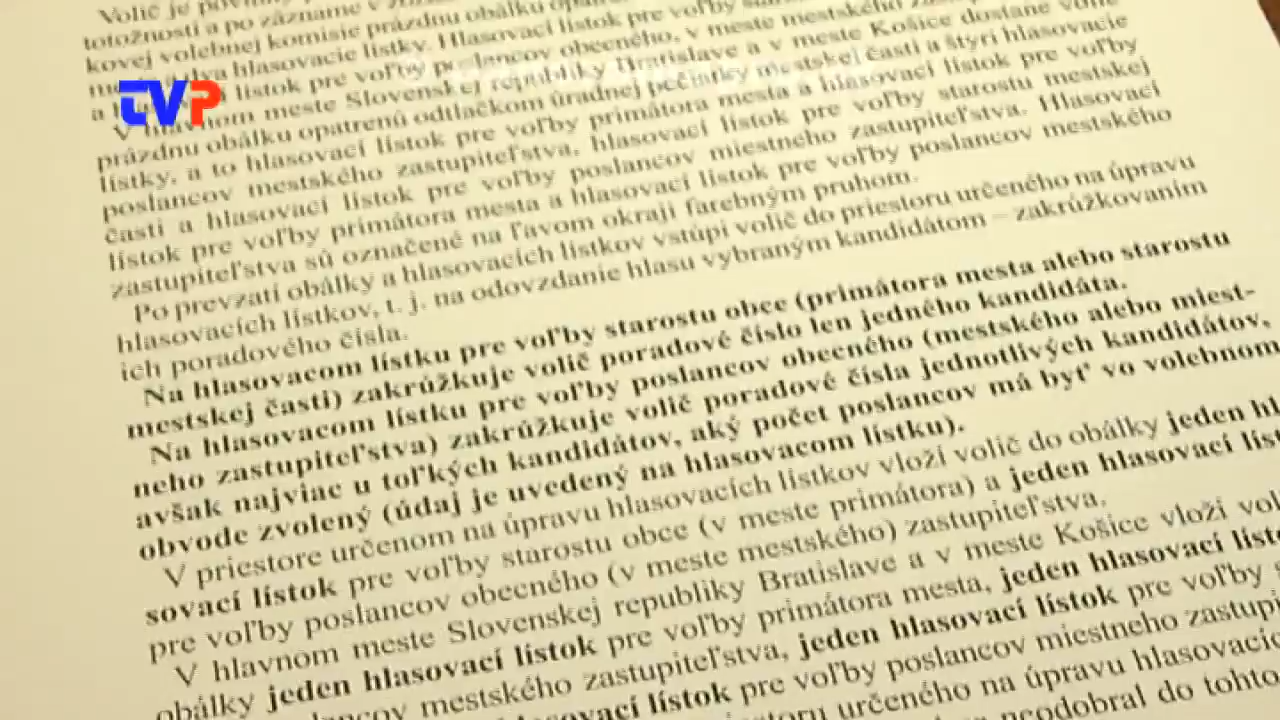 Volič je povinný
totožnosti a po zázname v
kovej volebnej komisie prázdnu obálku
dva hlasovacie lístky. Hlasovací lístok pre voľby
a lístok pre voľby poslancov obecného, v meste mestského
V hlavnom meste Slovenskej republiky Bratislave a v meste Košice dostane volič
prázdnu obálku opatrenú odtlačkom úradnej pečiatky mestskej časti a štyri hlasovacie
lístky, a to hlasovací lístok pre voľby primátora mesta a hlasovací lístok pre voľby
poslancov mestského zastupiteľstva, hlasovací lístok pre voľby starostu mestskej
časti a hlasovací lístok pre voľby poslancov miestneho zastupiteľstva. Hlasovací
lístok pre voľby primátora mesta a hlasovací lístok pre voľby poslancov mestského
zastupiteľstva sú označené na ľavom okraji farebným pruhom.
Po prevzatí obálky a hlasovacích lístkov vstúpi volič do priestoru určeného na úpravu
hlasovacích lístkov, t. j. na odovzdanie hlasu vybraným kandidátom – zakrúžkovaním
ich poradového čísla.
Na hlasovacom lístku pre voľby starostu obce (primátora mesta alebo starostu
mestskej časti) zakrúžkuje volič poradové číslo len jedného kandidáta.
Na hlasovacom lístku pre voľby poslancov obecného (mestského alebo miest-
neho zastupiteľstva) zakrúžkuje volič poradové čísla jednotlivých kandidátov,
avšak najviac u toľkých kandidátov, aký počet poslancov má byť vo volebnom
obvode zvolený (údaj je uvedený na hlasovacom lístku).
V priestore určenom na úpravu hlasovacích lístkov vloží volič do obálky jeden hl
sovací lístok pre voľby starostu obce (v meste primátora) a jeden hlasovací líst
pre voľby poslancov obecného (v meste mestského) zastupiteľstva.
V hlavnom meste Slovenskej republiky Bratislave a v meste Košice vloží vol
obálky jeden hlasovací lístok pre voľby primátora mesta, jeden hlasovací líst
mestského zastupiteľstva, jeden hlasovací lístok pre voľby
lístok pre voľby poslancov miestneho
určeného na úpravu hlasovac
neodobral do tohto
TVP